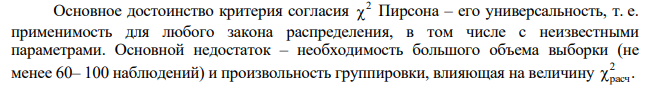 Основное достоинство критерия согласия χ² Пирсона – его универсальность, т. е.
применимость для любого закона распределения, в том числе с неизвестными
параметрами. Основной недостаток – необходимость большого объема выборки (не
менее 60– 100 наблюдений) и произвольность группировки, влияющая на величину χ²расч.